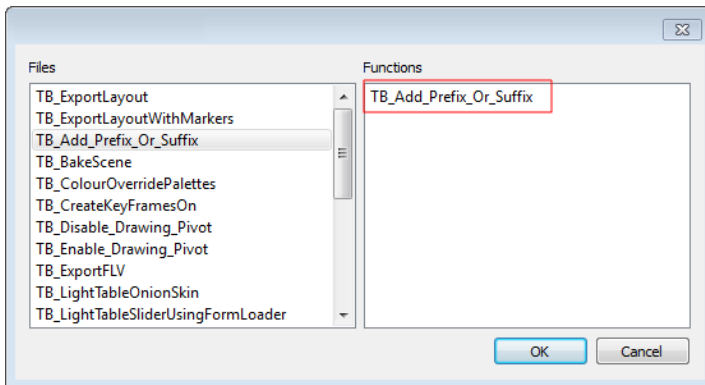 Files
TB_ExportLayout
TB_ExportLayoutWithMarkers
TB_Add_Prefix_Or_Suffix
TB_BakeScene
TB_ColourOverridePalettes
TB_CreateKeyFramesOn
TB_Disable_Drawing_Pivot
TB_Enable_Drawing_Pivot
TB_ExportFLV
TB_LightTableOnionSkin
TB_LightTableSliderUsingFormLoader
Functions
TB_Add_Prefix_Or_Suffix
OK
Cancel